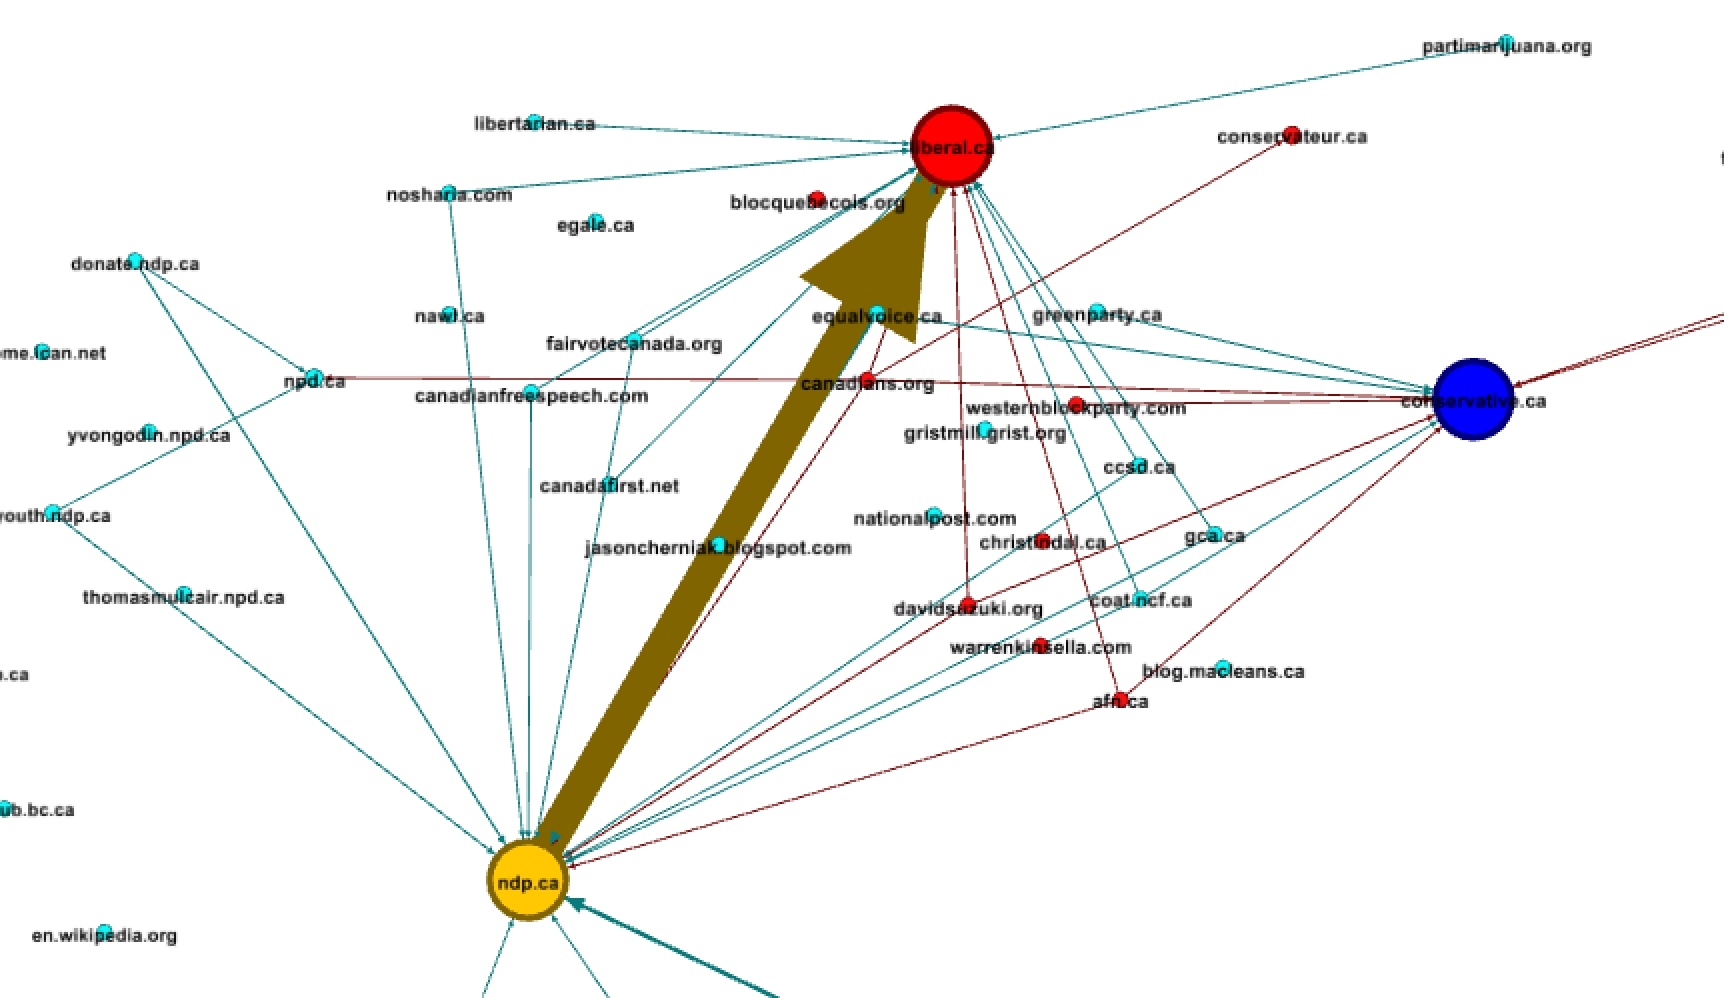 partimarijuana.org
libertarian.ca
conservateur.ca
liberal.ca
nosharia.com
blocquebecois.org
egale.ca
donate.ndp.ca
nawl.ca
equalvoice.ca
greenparty.ca
fairvotecanada.org
me.lcan.net
npd.ca
canadians.org
canadianfreespeech.com
westernblockparty.com
conservative.ca
yvongodin.npd.ca
gristmill.grist.org
ccsd.ca
canadafirst.net
youth.ndp.ca
nationalpost.com
gca.ca
christindal.ca
jasoncherniak.blogspot.com
thomasmulcair.npd.ca
coat.ncf.ca
davidsuzuki.org
warrenkinsella.com
blog.macleans.ca
.ca
afn.ca
ub.bc.ca
ndp.ca
en.wikipedia.org